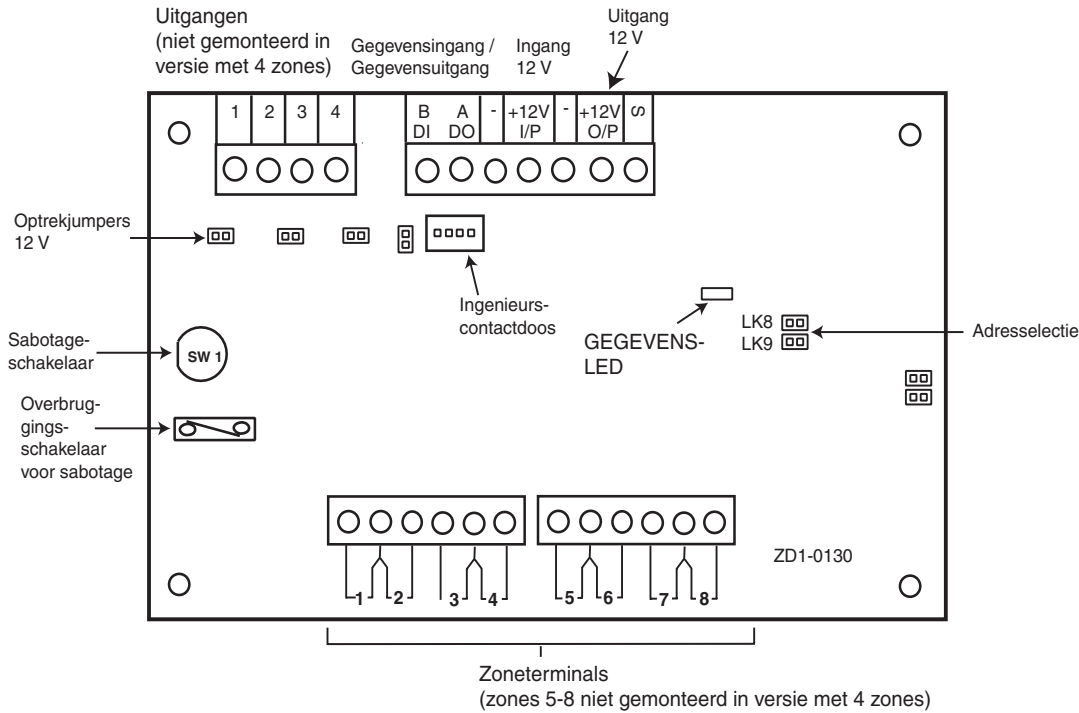 Uitgangen
(niet gemonteerd in
versie met 4 zones)
Gegevensingang /
Gegevensuitgang
Ingang
12 V
Uitgang
12 V
1 2 3 4
B A - +12V - +12V S
DI DO I/P O/P
Optrekjumpers
12 V
Ingenieurs-
contactdoos
GEGEVENS-
LED
LK8
LK9
Adresselectie
Sabotage-
schakelaar
SW 1
Overbrug-
gings-
schakelaar
voor sabotage
ZD1-0130
1 2 3 4 5 6 7 8
Zoneterminals
(zones 5-8 niet gemonteerd in versie met 4 zones)